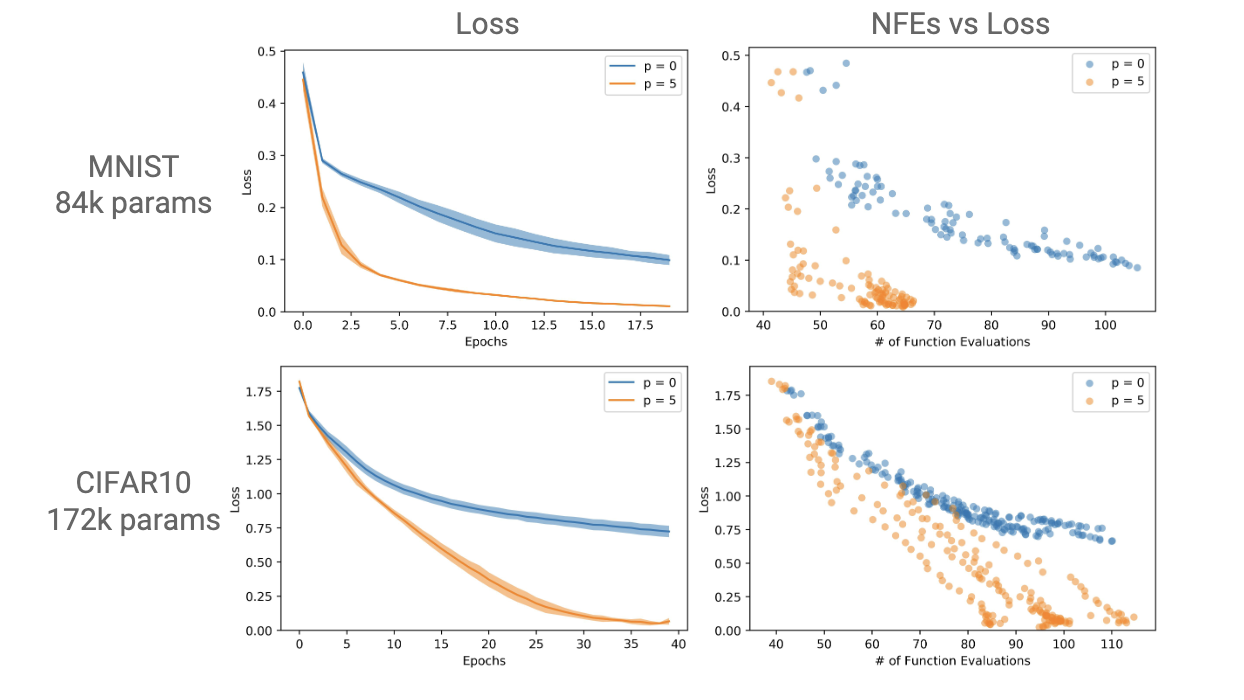 Loss
NFEs vs Loss
MNIST
84k params
0.5
0.4
0.3
0.2
0.1
0.0
Loss
p = 0
p = 5
0.0 2.5 5.0 7.5 10.0 12.5 15.0 17.5
Epochs
0.5
0.4
0.3
0.2
0.1
0.0
Loss
p = 0
p = 5
40 50 60 70 80 90 100
# of Function Evaluations
CIFAR10
172k params
1.75
1.50
1.25
1.00
0.75
0.50
0.25
0.00
Loss
p = 0
p = 5
0 5 10 15 20 25 30 35 40
Epochs
1.75
1.50
1.25
1.00
0.75
0.50
0.25
0.00
Loss
p = 0
p = 5
40 50 60 70 80 90 100 110
# of Function Evaluations